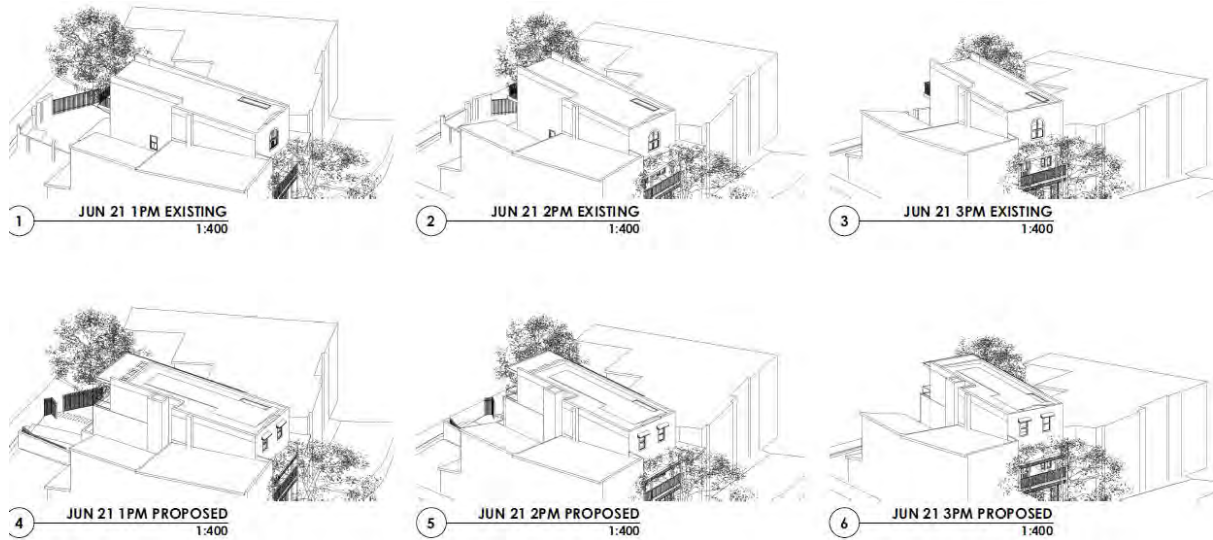 1 JUN 21 1PM EXISTING
1:400
2 JUN 21 2PM EXISTING
1:400
3 JUN 21 3PM EXISTING
1:400
4 JUN 21 1PM PROPOSED
1:400
5 JUN 21 2PM PROPOSED
1:400
6 JUN 21 3PM PROPOSED
1:400